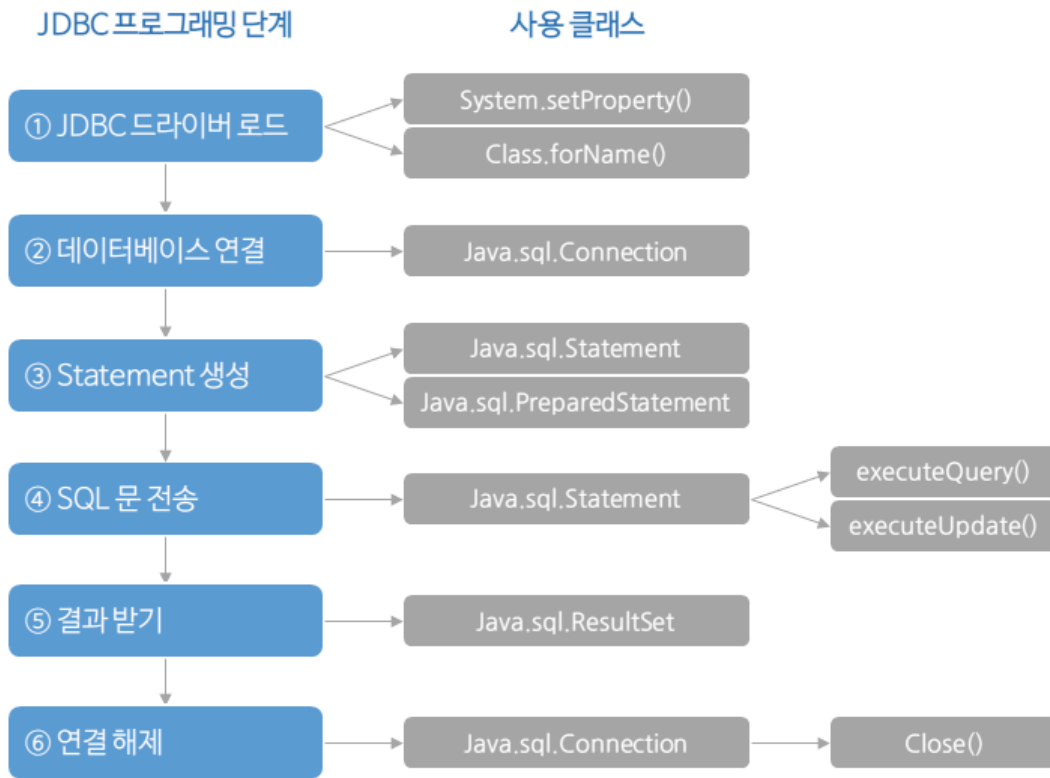 JDBC 프로그래밍 단계
사용 클래스
① JDBC 드라이버 로드
System.setProperty()
Class.forName()
② 데이터베이스 연결
Java.sql.Connection
③ Statement 생성
Java.sql.Statement
Java.sql.PreparedStatement
④ SQL 문 전송
Java.sql.Statement
executeQuery()
executeUpdate()
⑤ 결과 받기
Java.sql.ResultSet
⑥ 연결 해제
Java.sql.Connection
Close()